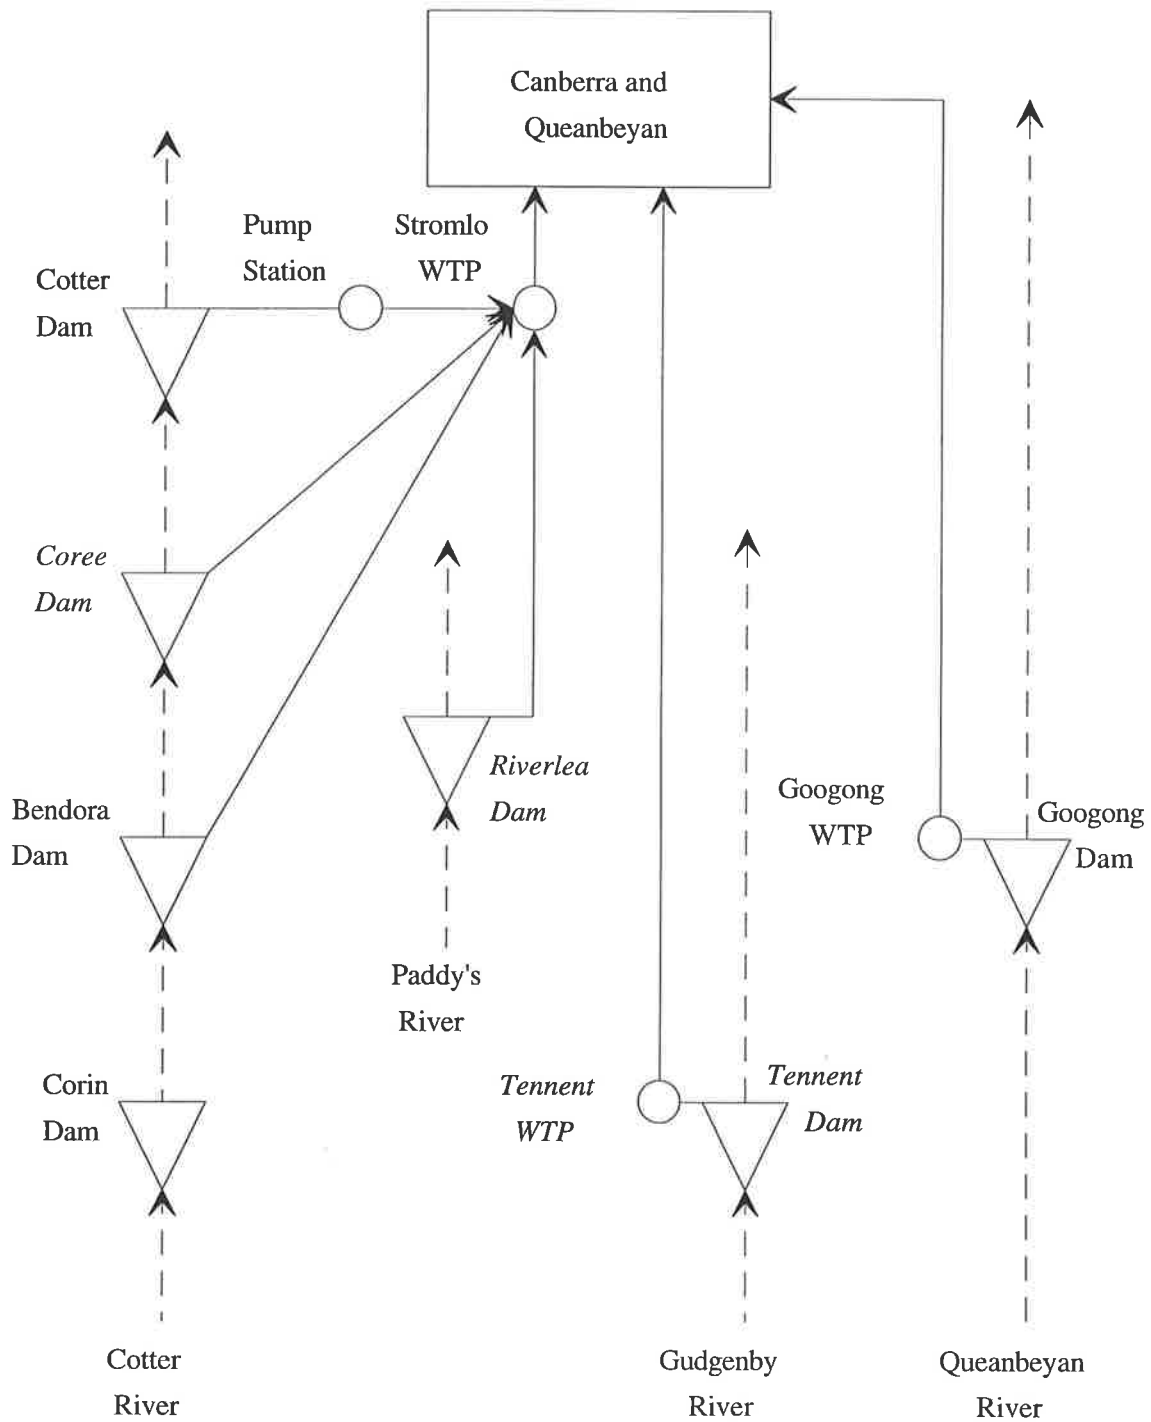 Canberra and
Queanbeyan
Pump
Station
Stromlo
WTP
Cotter
Dam
Coree
Dam
Riverlea
Dam
Bendora
Dam
Googong
WTP
Googong
Dam
Paddy's
River
Corin
Dam
Tennent
WTP
Tennent
Dam
Cotter
River
Gudgenby
River
Queanbeyan
River